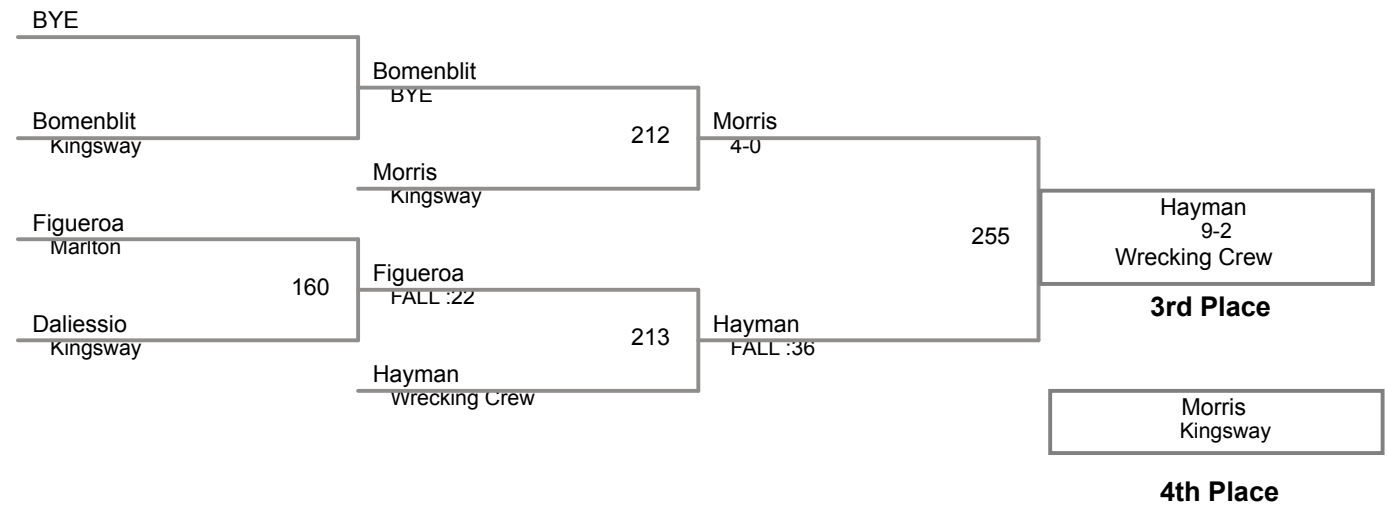 BYE
Bomenblit
Kingsway
Figueroa
Marlton
160
Daliessio
Kingsway
Bomenblit
BYE
212
Morris
Kingsway
Figueroa
FALL :22
213
Hayman
Wrecking Crew
Morris
4-0
255
Hayman
FALL :36
Hayman
9-2
Wrecking Crew
3rd Place
Morris
Kingsway
4th Place